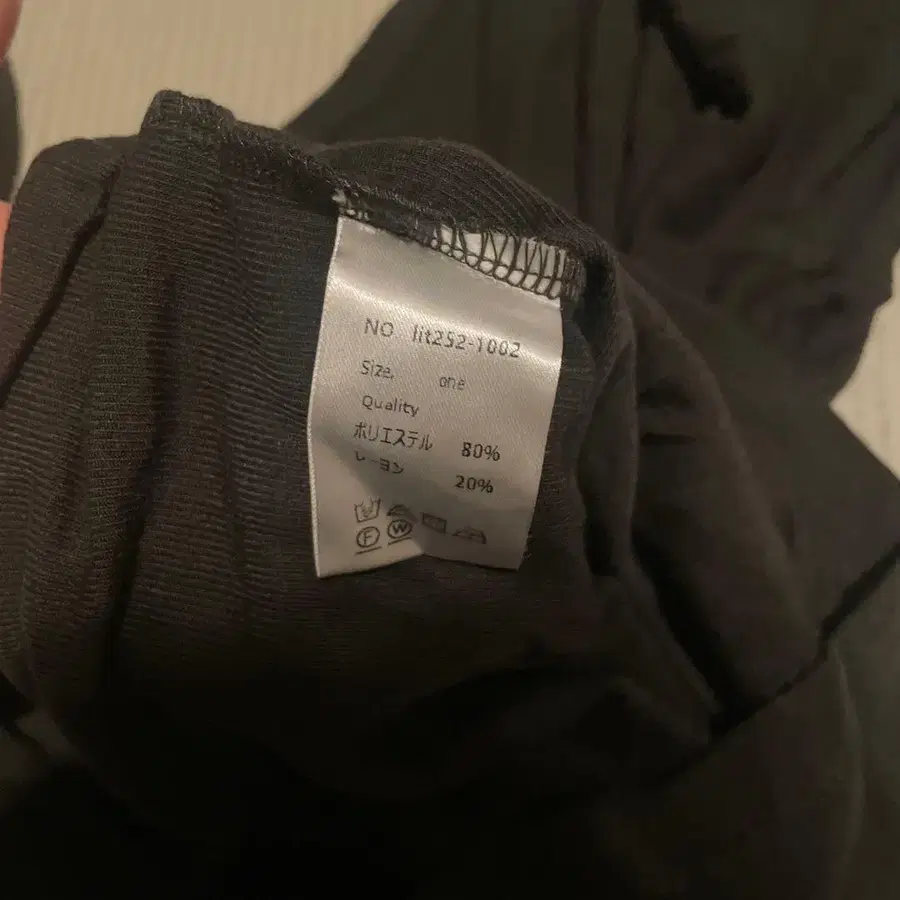 NO lit252-1002
Size. one
Quality
ポリエステル 80%
レーヨン 20%
F W